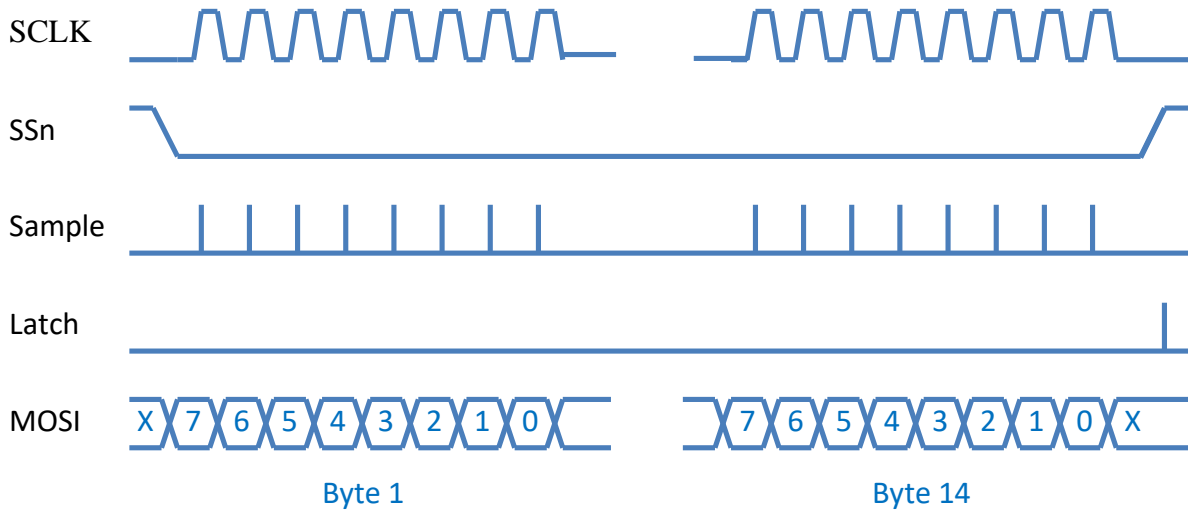 SCLK
SSn
Sample
Latch
MOSI X 7 6 5 4 3 2 1 0 7 6 5 4 3 2 1 0 X
Byte 1 Byte 14